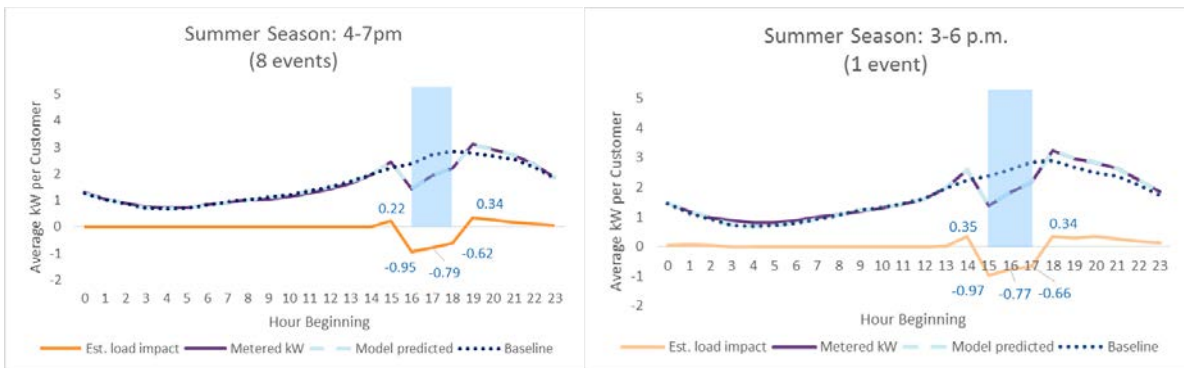 Summer Season: 4-7pm
(8 events)
Average kW per Customer
5
4
3
2
1
0
-1
-2
0.22
0.34
-0.95
-0.79
-0.62
0 1 2 3 4 5 6 7 8 9 10 11 12 13 14 15 16 17 18 19 20 21 22 23
Hour Beginning
Est. load impact Metered kW Model predicted Baseline
Summer Season: 3-6 p.m.
(1 event)
Average kW per Customer
5
4
3
2
1
0
-1
-2
0.35
0.34
-0.97
-0.77
-0.66
0 1 2 3 4 5 6 7 8 9 10 11 12 13 14 15 16 17 18 19 20 21 22 23
Hour Beginning
Est. load impact Metered kW Model predicted Baseline